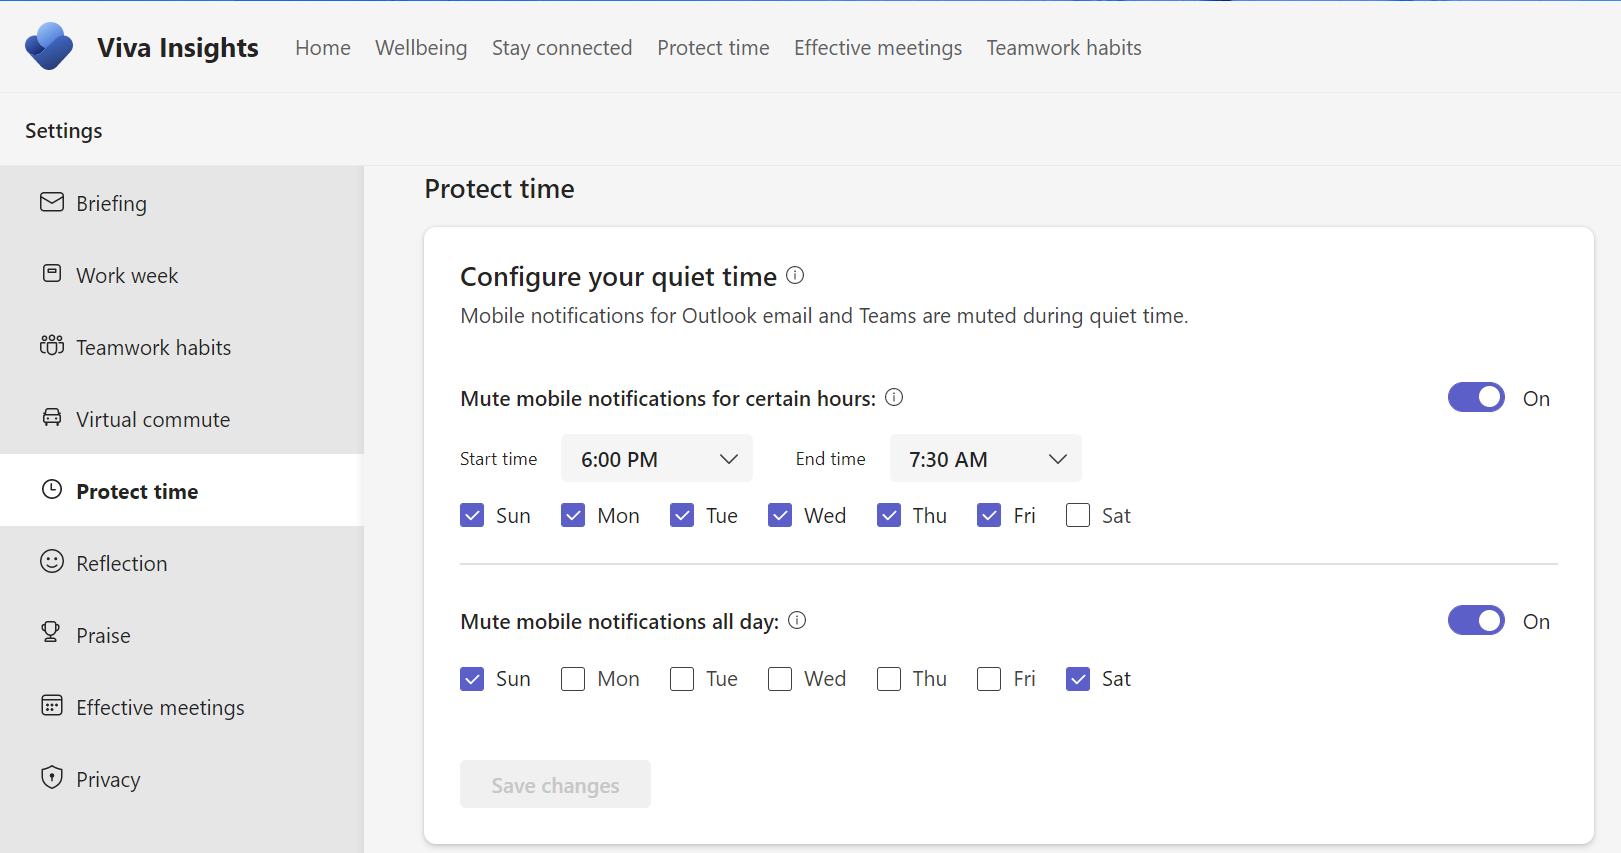 Viva Insights Home Wellbeing Stay connected Protect time Effective meetings Teamwork habits
Settings
Briefing
Work week
Teamwork habits
Virtual commute
Protect time
Reflection
Praise
Effective meetings
Privacy
Protect time
Configure your quiet time
Mobile notifications for Outlook email and Teams are muted during quiet time.
Mute mobile notifications for certain hours: On
Start time 6:00 PM End time 7:30 AM
Sun Mon Tue Wed Thu Fri Sat
Mute mobile notifications all day: On
Sun Mon Tue Wed Thu Fri Sat
Save changes